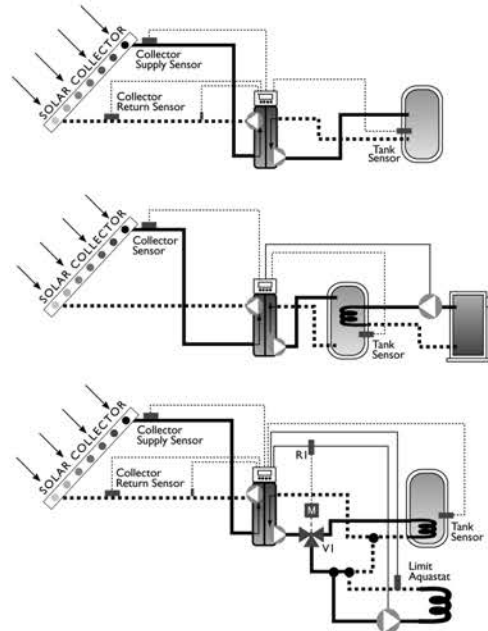 SOLAR COLLECTOR
Collector
Supply Sensor
Collector
Return Sensor
Tank
Sensor
SOLAR COLLECTOR
Collector
Sensor
Tank
Sensor
SOLAR COLLECTOR
Collector
Supply Sensor
Collector
Return Sensor
R1
M
V1
Tank
Sensor
Limit
Aquastat